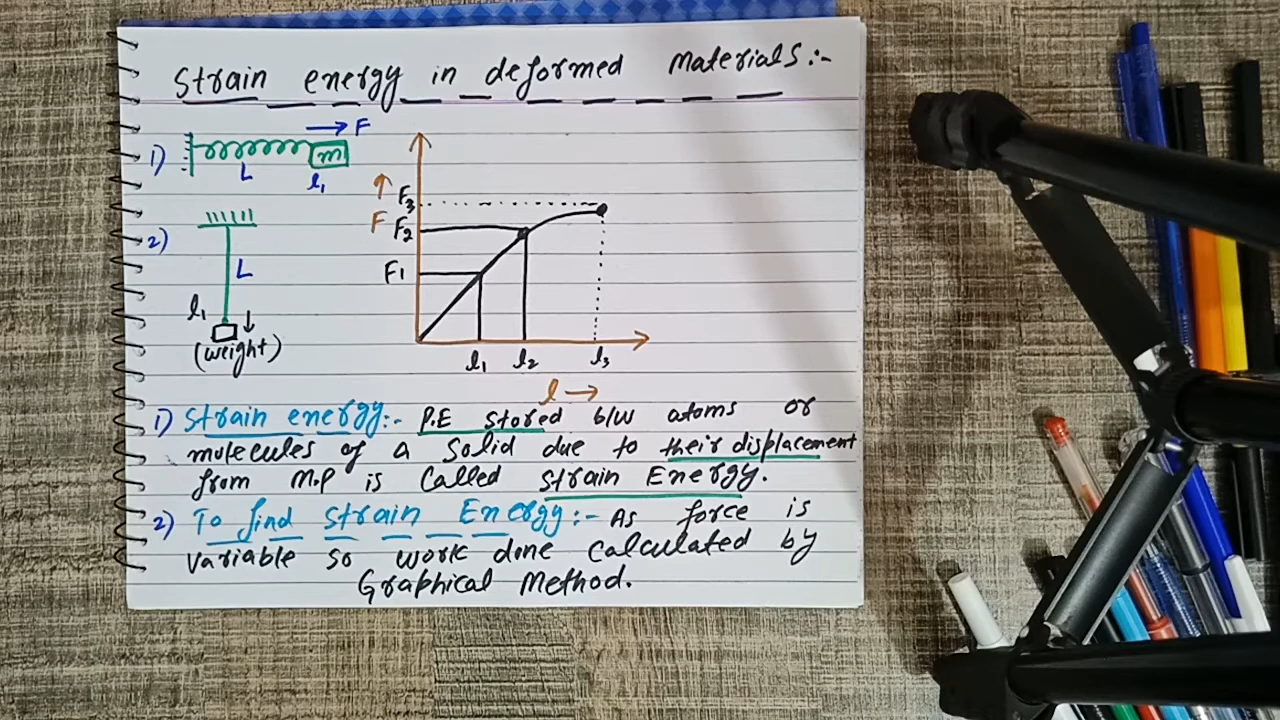 Strain energy in deformed Materials:-
1)
F
L
m
l1
2)
L
l1
(weight)
F
F3
F2
F1
l1 l2 l3
l
1) Strain energy:- P.E stored b/w atoms or
molecules of a Solid due to their displacement
from M.P is Called Strain Energy.
2) To find Strain Energy:- As force is
Variable so work done Calculated by
Graphical Method.